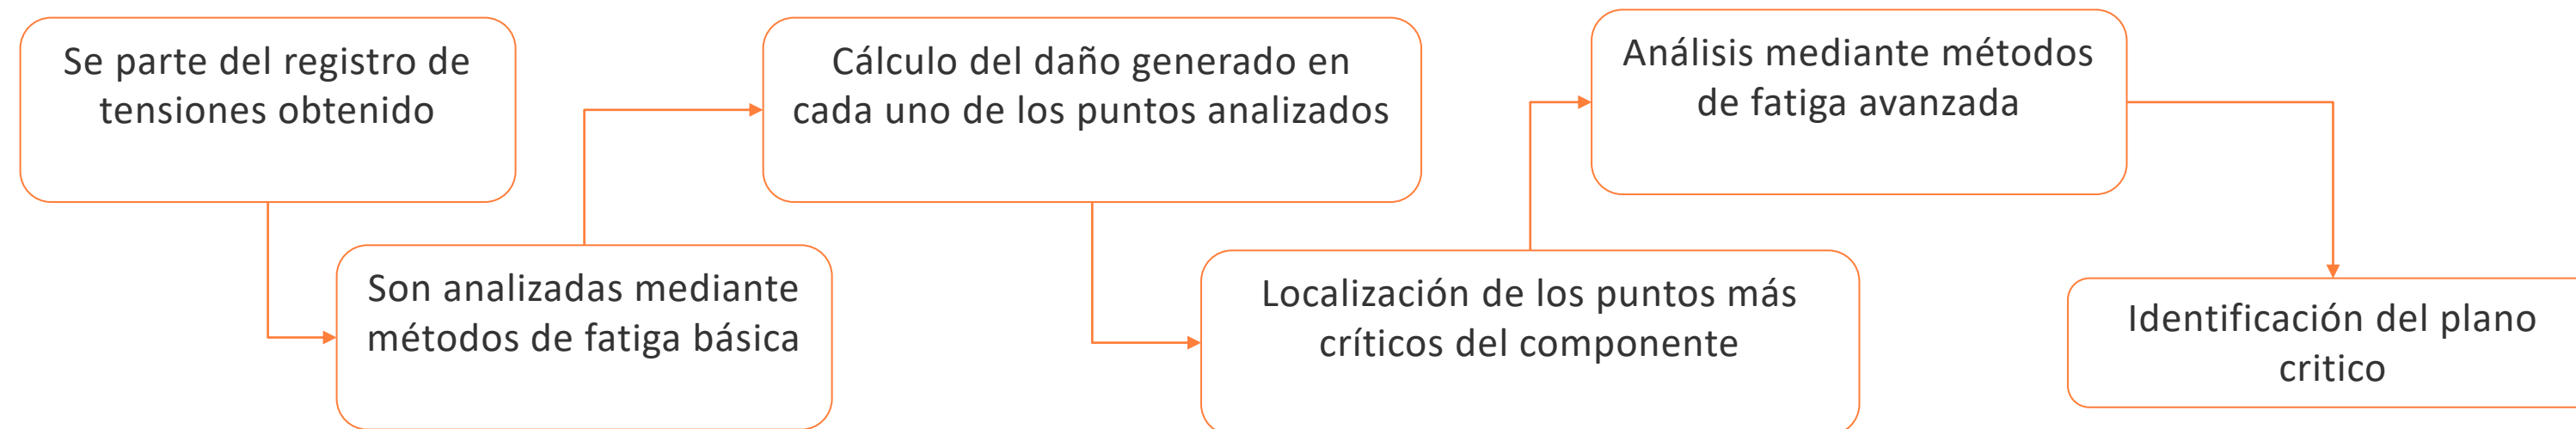 Se parte del registro de
tensiones obtenido
Son analizadas mediante
métodos de fatiga básica
Cálculo del daño generado en
cada uno de los puntos analizados
Localización de los puntos más
críticos del componente
Análisis mediante métodos
de fatiga avanzada
Identificación del plano
critico